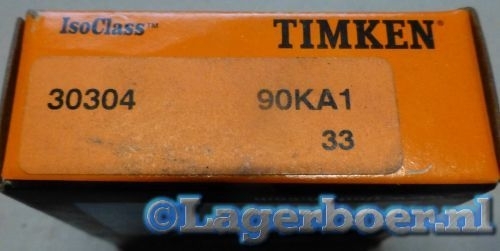 IsoClass™ TIMKEN®
30304 90KA1
33
©Lagerboer.nl